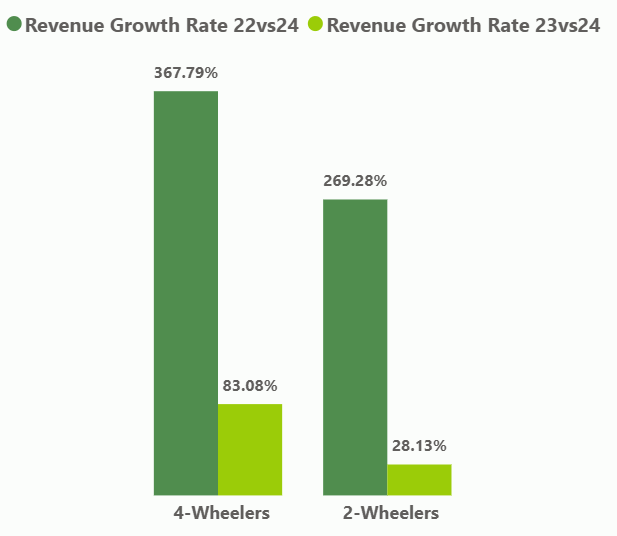 Revenue Growth Rate 22vs24 Revenue Growth Rate 23vs24
367.79%
269.28%
83.08%
28.13%
4-Wheelers 2-Wheelers